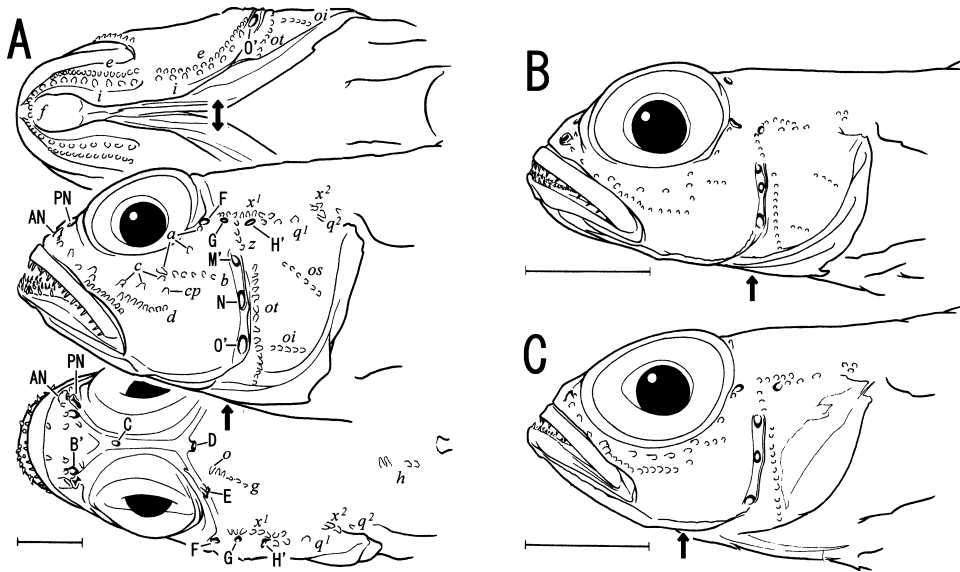 A
oi
O'
ot
e
e
i
i
f
B
PN
AN
F
x1
x2
a
G
H'
q1
q2
z
M'
c
b
os
cp
N
ot
d
O'
oi
C
PN
AN
C
B'
D
o
g
h
E
x1
x2
q2
F
G
H'
q1